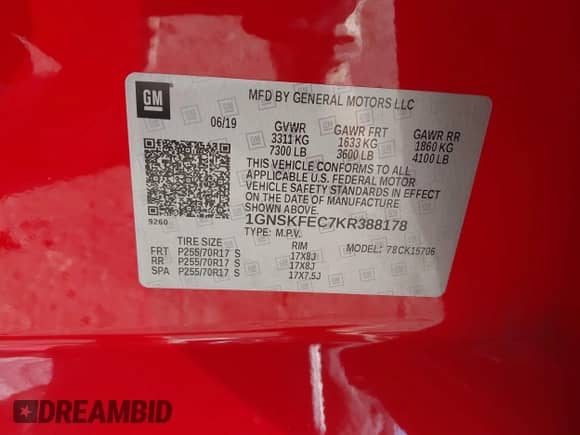 GM
MFD BY GENERAL MOTORS LLC
06/19 GVWR GAWR FRT GAWR RR
3311 KG 1633 KG 1860 KG
7300 LB 3600 LB 4100 LB
THIS VEHICLE CONFORMS TO ALL
APPLICABLE U.S. FEDERAL MOTOR
VEHICLE SAFETY STANDARDS IN EFFECT
ON THE DATE OF MANUFACTURE
SHOWN ABOVE.
9260 1GNSKFEC7KR388178
TYPE: M.P.V. MODEL: 78CK15706
TIRE SIZE RIM
FRT P255/70R17 S 17X8J
RR P255/70R17 S 17X8J
SPA P255/70R17 S 17X7.5J
DREAMBID